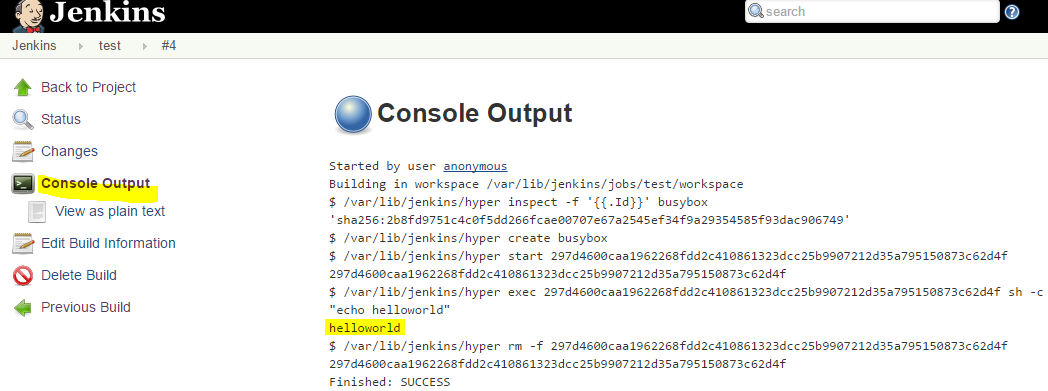 Jenkins
search
Jenkins
test
#4
Back to Project
Status
Changes
Console Output
View as plain text
Edit Build Information
Delete Build
Previous Build
Console Output
Started by user anonymous
Building in workspace /var/lib/jenkins/jobs/test/workspace
$ /var/lib/jenkins/hyper inspect -f '{{.Id}}' busybox
'sha256:2b8fd9751c4c0f5dd266fcae00707e67a2545ef34f9a29354585f93dac906749'
$ /var/lib/jenkins/hyper create busybox
$ /var/lib/jenkins/hyper start 297d4600caa1962268fdd2c410861323dcc25b9907212d35a795150873c62d4f
297d4600caa1962268fdd2c410861323dcc25b9907212d35a795150873c62d4f
$ /var/lib/jenkins/hyper exec 297d4600caa1962268fdd2c410861323dcc25b9907212d35a795150873c62d4f sh -c
"echo helloworld"
helloworld
$ /var/lib/jenkins/hyper rm -f 297d4600caa1962268fdd2c410861323dcc25b9907212d35a795150873c62d4f
297d4600caa1962268fdd2c410861323dcc25b9907212d35a795150873c62d4f
Finished: SUCCESS